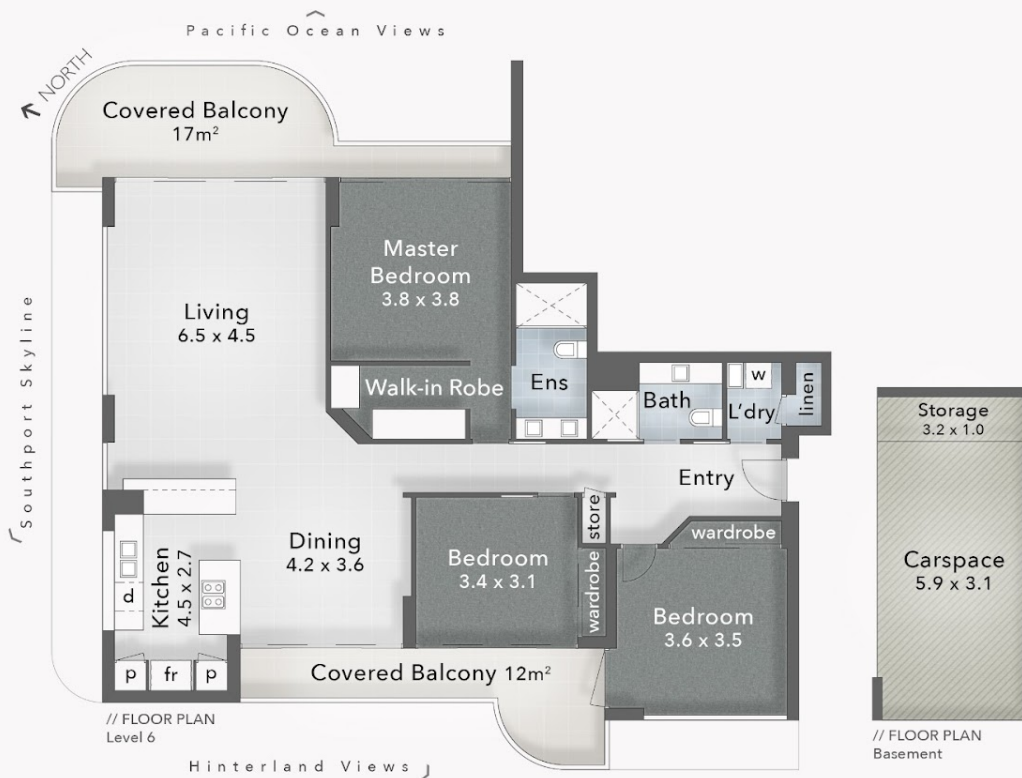 Pacific Ocean Views
NORTH
Covered Balcony
17m²
Master
Bedroom
3.8 x 3.8
Living
6.5 x 4.5
Southport Skyline
Walk-in Robe
Ens
Bath
w
L'dry
linen
Entry
store
wardrobe
Dining
4.2 x 3.6
Bedroom
3.4 x 3.1
wardrobe
Kitchen
4.5 x 2.7
d
Bedroom
3.6 x 3.5
p
fr
p
Covered Balcony 12m²
// FLOOR PLAN
Level 6
Hinterland Views
Storage
3.2 x 1.0
Carspace
5.9 x 3.1
// FLOOR PLAN
Basement